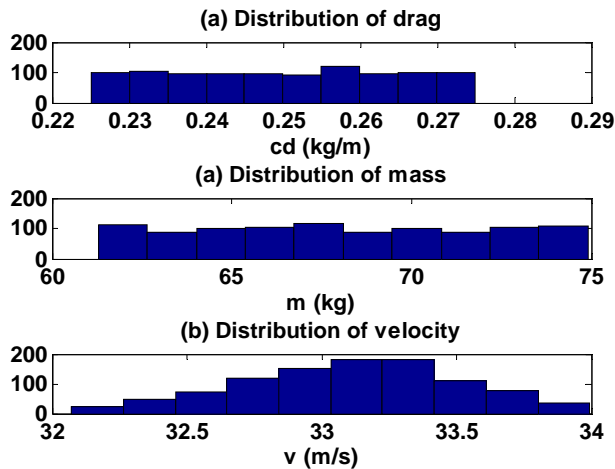 (a) Distribution of drag
200
100
0
0.22 0.23 0.24 0.25 0.26 0.27 0.28 0.29
cd (kg/m)
(a) Distribution of mass
200
100
0
60 65 70 75
m (kg)
(b) Distribution of velocity
200
100
0
32 32.5 33 33.5 34
v (m/s)